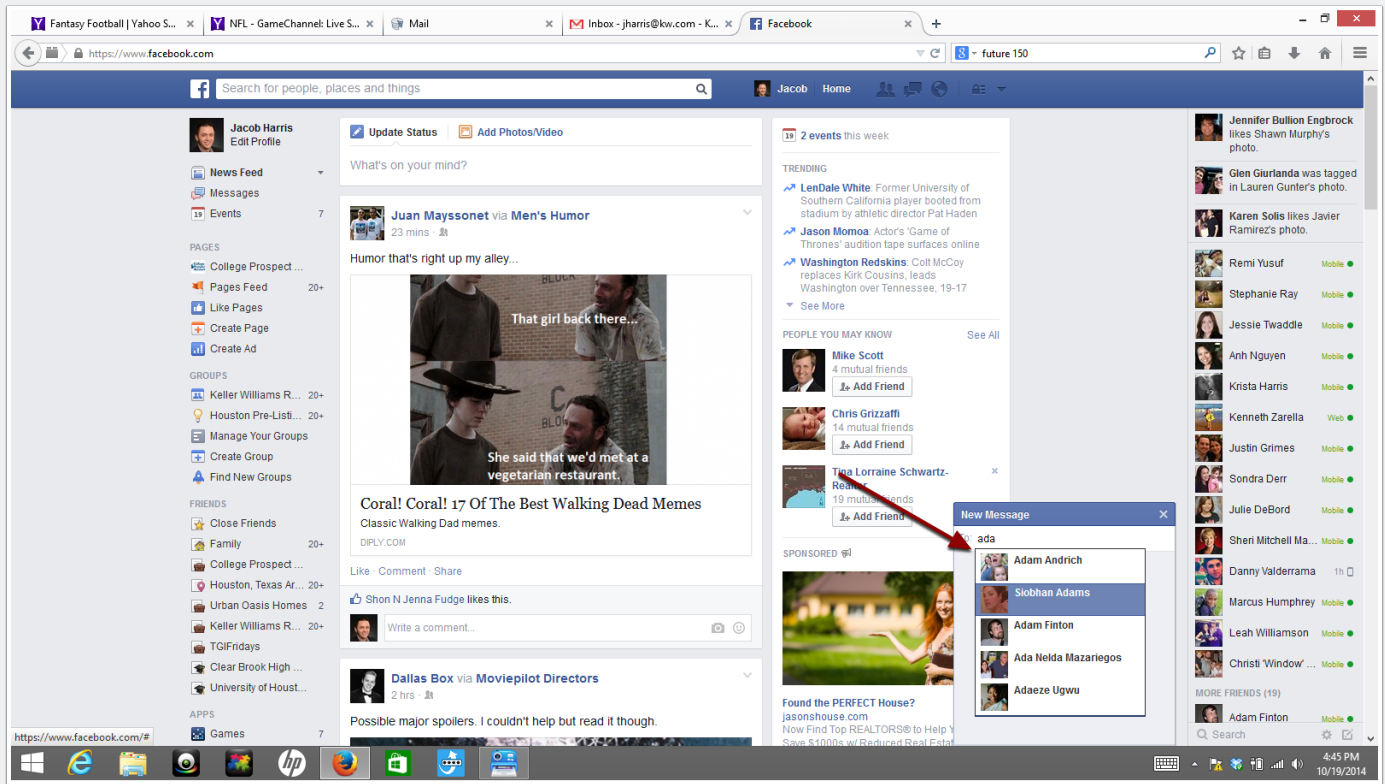 Fantasy Football | Yahoo S...
NFL - GameChannel: Live S...
Mail
Inbox - jharris@kw.com - K...
Facebook
https://www.facebook.com
future 150
Search for people, places and things
Jacob
Home
Jacob Harris
Edit Profile
News Feed
Messages
Events 7
PAGES
College Prospect ...
Pages Feed 20+
Like Pages
Create Page
Create Ad
GROUPS
Keller Williams R... 20+
Houston Pre-Listi... 20+
Manage Your Groups
Create Group
Find New Groups
FRIENDS
Close Friends
Family 20+
College Prospect ...
Houston, Texas Ar... 20+
Urban Oasis Homes 2
Keller Williams R... 20+
TGIFridays
Clear Brook High ...
University of Houst...
APPS
Games 7
https://www.facebook.com/#
Update Status
Add Photos/Video
What's on your mind?
Juan Mayssonet via Men's Humor
23 mins ·
Humor that's right up my alley...
That girl back there...
She said that we'd met at a
vegetarian restaurant.
Coral! Coral! 17 Of The Best Walking Dead Memes
Classic Walking Dad memes.
DIPLY.COM
Like · Comment · Share
Shon N Jenna Fudge likes this.
Write a comment...
Dallas Box via Moviepilot Directors
2 hrs ·
Possible major spoilers. I couldn't help but read it though.
19 2 events this week
TRENDING
LenDale White: Former University of
Southern California player booted from
stadium by athletic director Pat Haden
Jason Momoa: Actor's 'Game of
Thrones' audition tape surfaces online
Washington Redskins: Colt McCoy
replaces Kirk Cousins, leads
Washington over Tennessee, 19-17
See More
PEOPLE YOU MAY KNOW See All
Mike Scott
4 mutual friends
Add Friend
Chris Grizzaffi
14 mutual friends
Add Friend
Tina Lorraine Schwartz-
Realtor
19 mutual friends
Add Friend
SPONSORED
Found the PERFECT House?
jasonshouse.com
Now Find Top REALTORS® to Help Y
Save $1000s w/ Reduced Real Estat
New Message
ada
Adam Andrich
Siobhan Adams
Adam Finton
Ada Nelda Mazariegos
Adaeze Ugwu
Jennifer Bullion Engbrock
likes Shawn Murphy's
photo.
Glen Giurlanda was tagged
in Lauren Gunter's photo.
Karen Solis likes Javier
Ramirez's photo.
Remi Yusuf Mobile
Stephanie Ray Mobile
Jessie Twaddle Mobile
Anh Nguyen Mobile
Krista Harris Mobile
Kenneth Zarella Web
Justin Grimes Mobile
Sondra Derr Mobile
Julie DeBord Mobile
Sheri Mitchell Ma... Mobile
Danny Valderrama 1h
Marcus Humphrey Mobile
Leah Williamson Mobile
Christi 'Window' ... Mobile
MORE FRIENDS (19)
Adam Finton Mobile
Search
hp
4:45 PM
10/19/2014